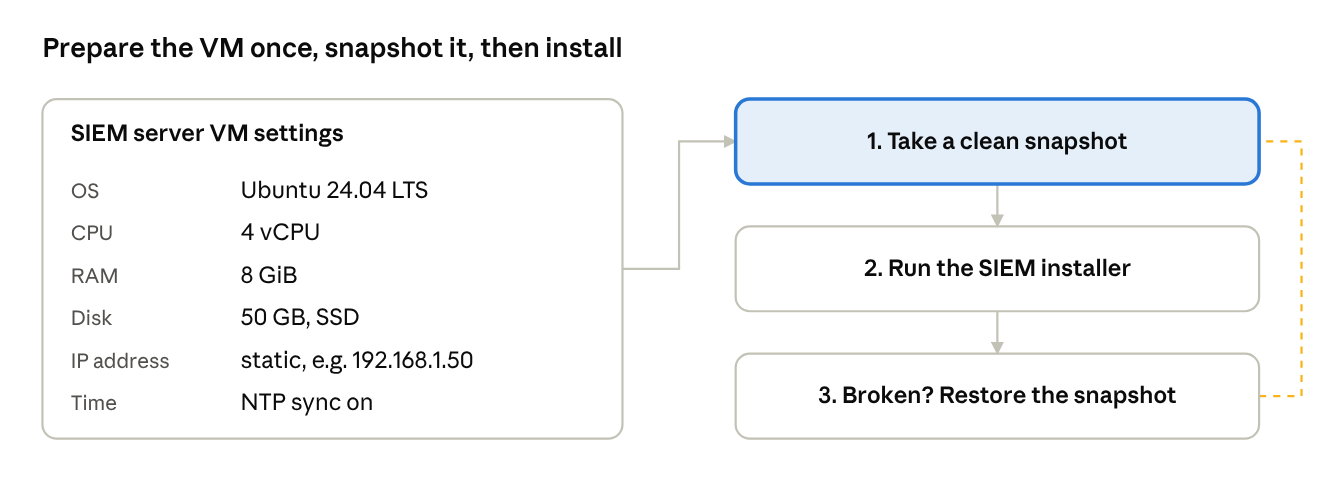 Prepare the VM once, snapshot it, then install
SIEM server VM settings
OS Ubuntu 24.04 LTS
CPU 4 vCPU
RAM 8 GiB
Disk 50 GB, SSD
IP address static, e.g. 192.168.1.50
Time NTP sync on
1. Take a clean snapshot
2. Run the SIEM installer
3. Broken? Restore the snapshot